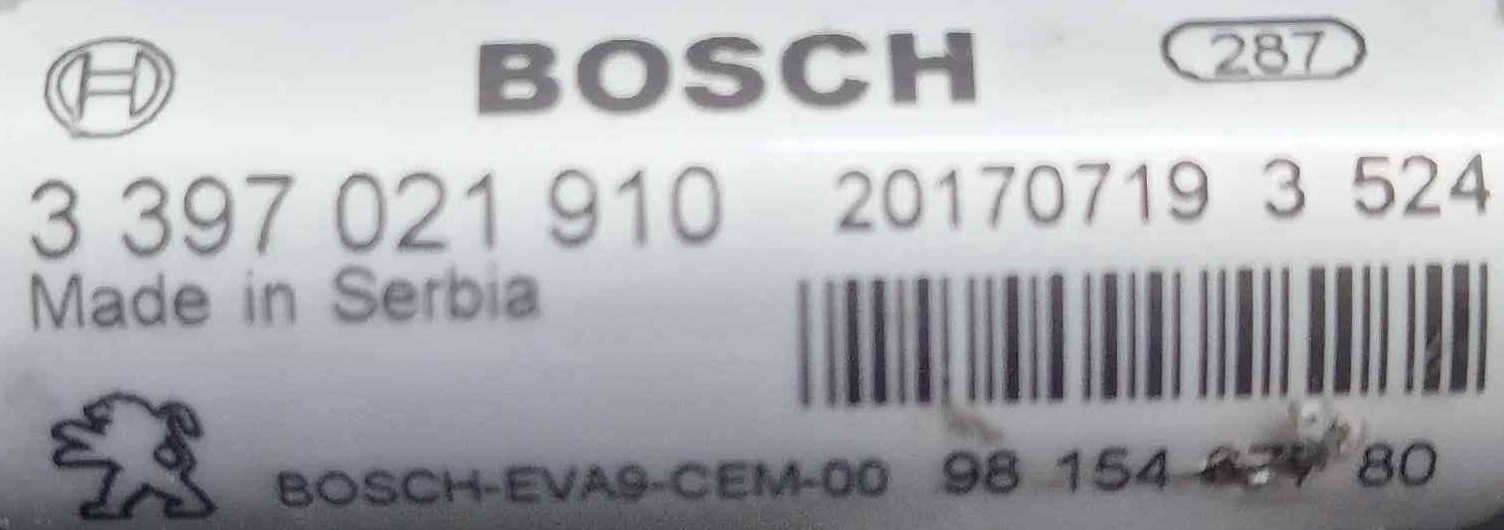 BOSCH 287
3 397 021 910 20170719 3 524
Made in Serbia
BOSCH-EVA9-CEM-00 98 154 80